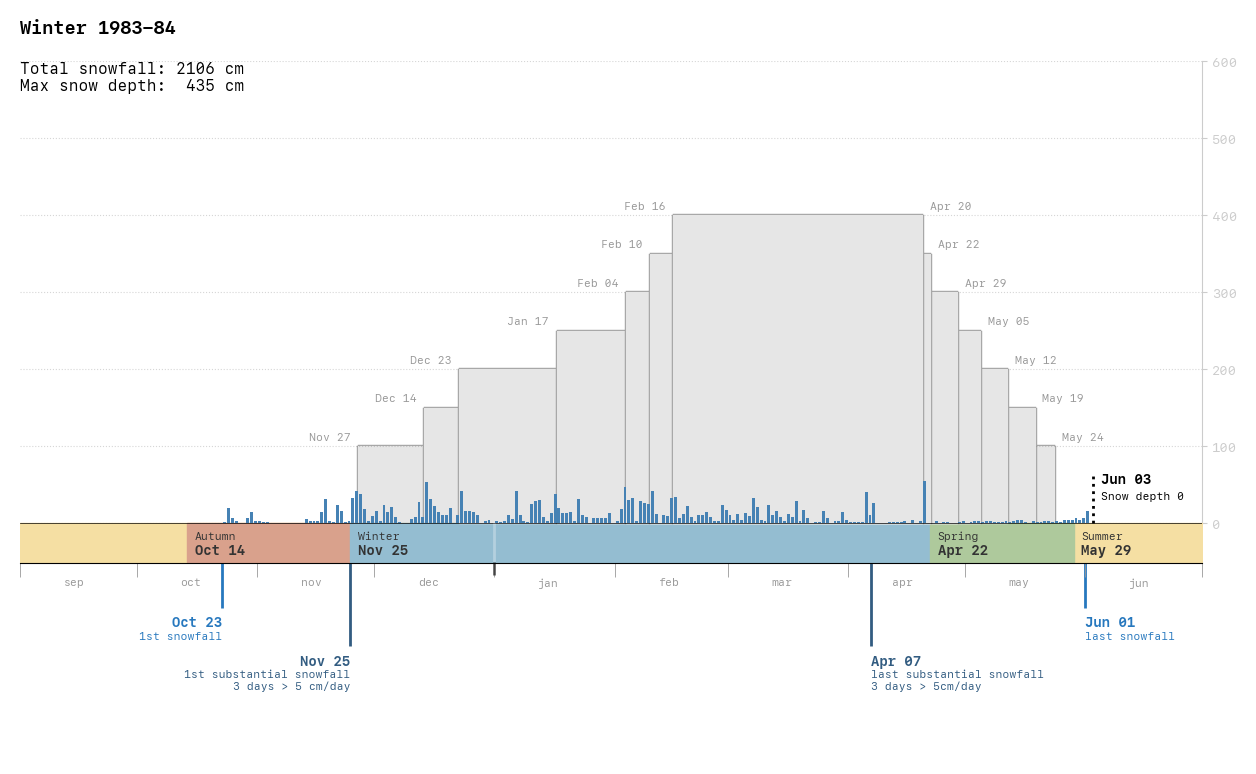 Winter 1983–84
Total snowfall: 2106 cm
Max snow depth:  435 cm
600
500
Feb 16
Apr 20
400
Feb 10
Apr 22
Feb 04
Apr 29
300
Jan 17
May 05
Dec 23
May 12
200
Dec 14
May 19
Nov 27
May 24
100
Jun 03
Snow depth 0
0
Autumn
Oct 14
Winter
Nov 25
Spring
Apr 22
Summer
May 29
sep
oct
nov
dec
jan
feb
mar
apr
may
jun
Oct 23
1st snowfall
Jun 01
last snowfall
Nov 25
1st substantial snowfall
3 days > 5 cm/day
Apr 07
last substantial snowfall
3 days > 5cm/day